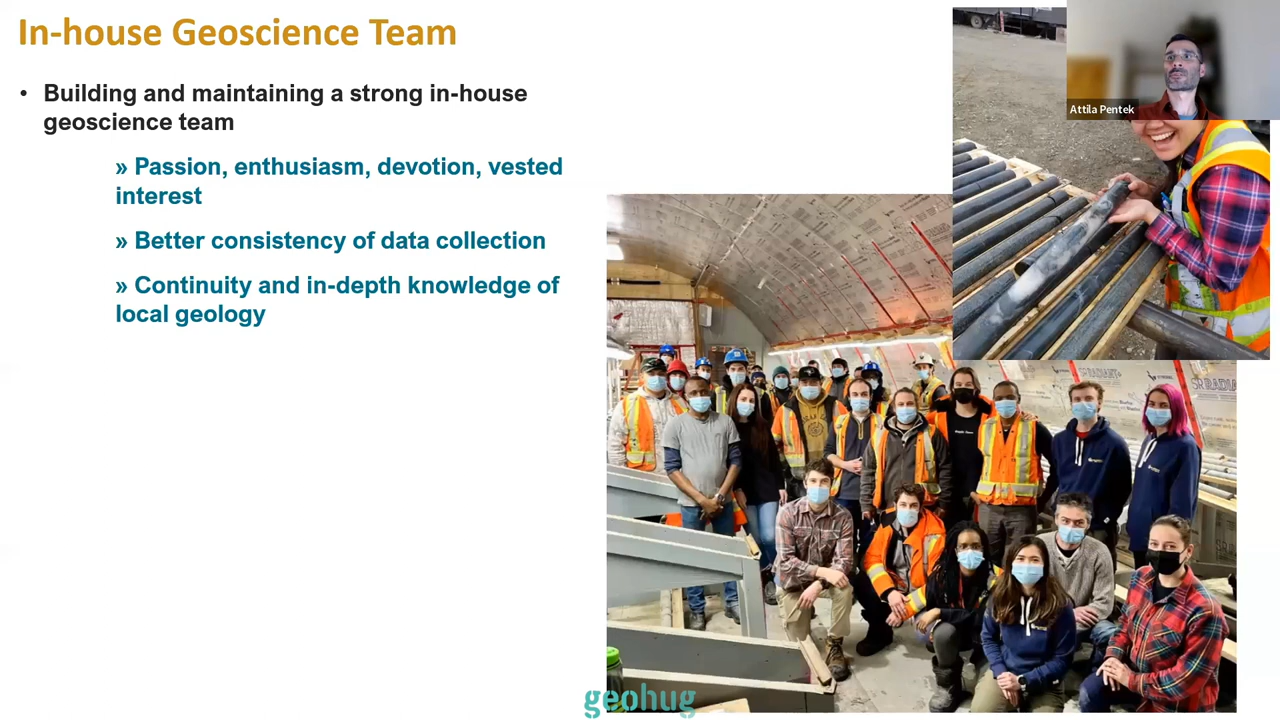 In-house Geoscience Team
• Building and maintaining a strong in-house
geoscience team
» Passion, enthusiasm, devotion, vested
interest
» Better consistency of data collection
» Continuity and in-depth knowledge of
local geology
Attila Pentek
geohug